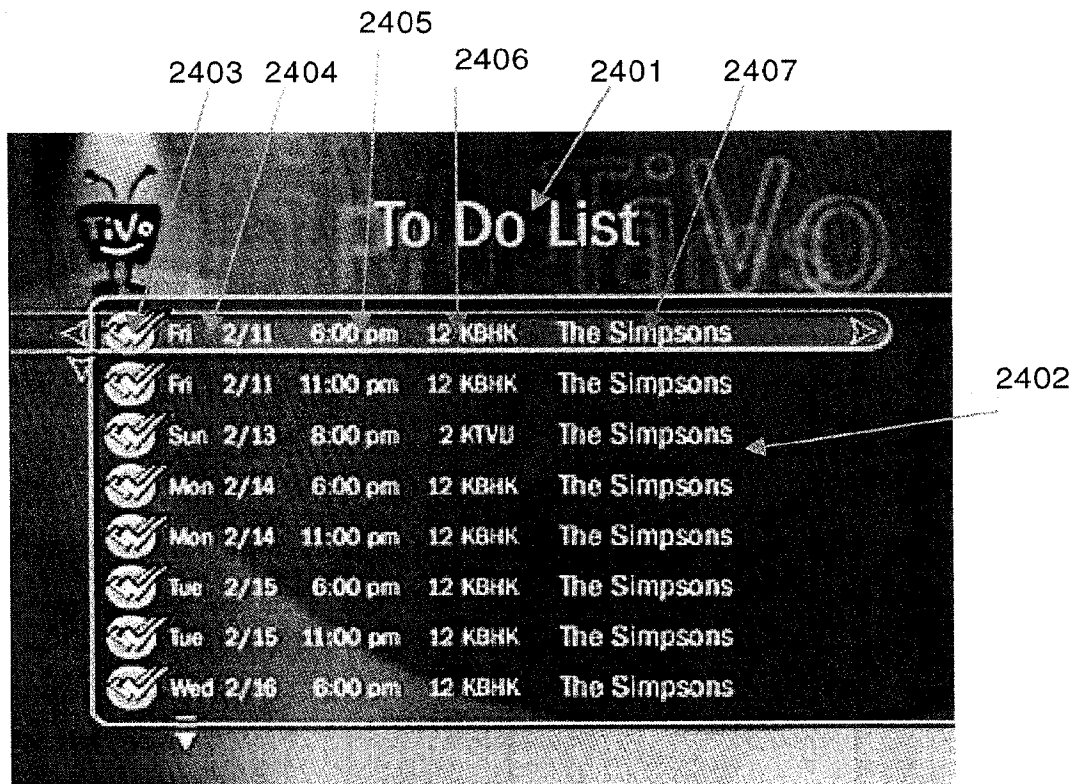 2405
2403 2404 2406 2401 2407
TiVo
TiVo
To Do List
Fri 2/11 6:00 pm 12 KBHK The Simpsons
Fri 2/11 11:00 pm 12 KBHK The Simpsons
2402
Sun 2/13 8:00 pm 2 KTVU The Simpsons
Mon 2/14 6:00 pm 12 KBHK The Simpsons
Mon 2/14 11:00 pm 12 KBHK The Simpsons
Tue 2/15 6:00 pm 12 KBHK The Simpsons
Tue 2/15 11:00 pm 12 KBHK The Simpsons
Wed 2/16 6:00 pm 12 KBHK The Simpsons